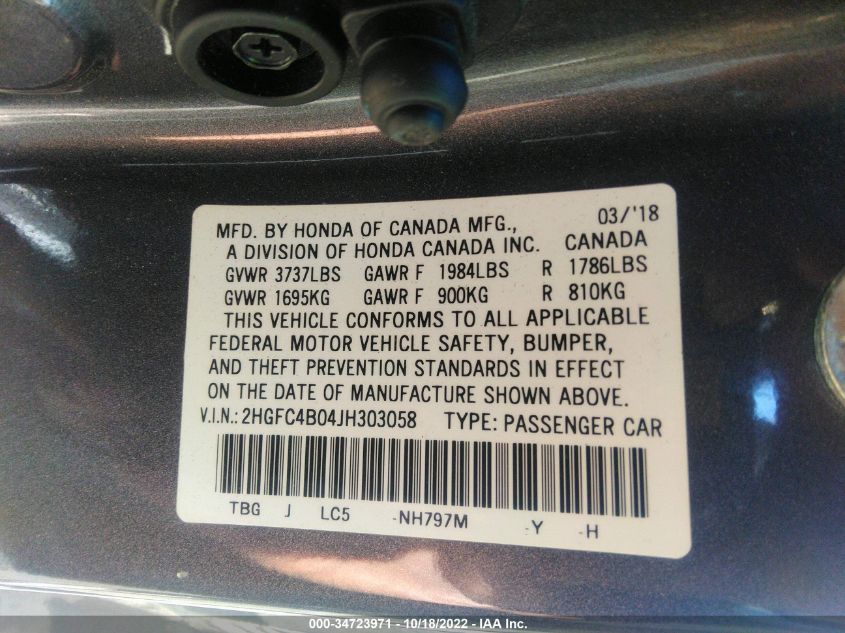 MFD. BY HONDA OF CANADA MFG., 03/'18
A DIVISION OF HONDA CANADA INC. CANADA
GVWR 3737LBS GAWR F 1984LBS R 1786LBS
GVWR 1695KG GAWR F 900KG R 810KG
THIS VEHICLE CONFORMS TO ALL APPLICABLE
FEDERAL MOTOR VEHICLE SAFETY, BUMPER,
AND THEFT PREVENTION STANDARDS IN EFFECT
ON THE DATE OF MANUFACTURE SHOWN ABOVE.
V.I.N.: 2HGFC4B04JH303058 TYPE: PASSENGER CAR
TBG J LC5 -NH797M -Y -H
000-34723971 - 10/18/2022 - IAA Inc.